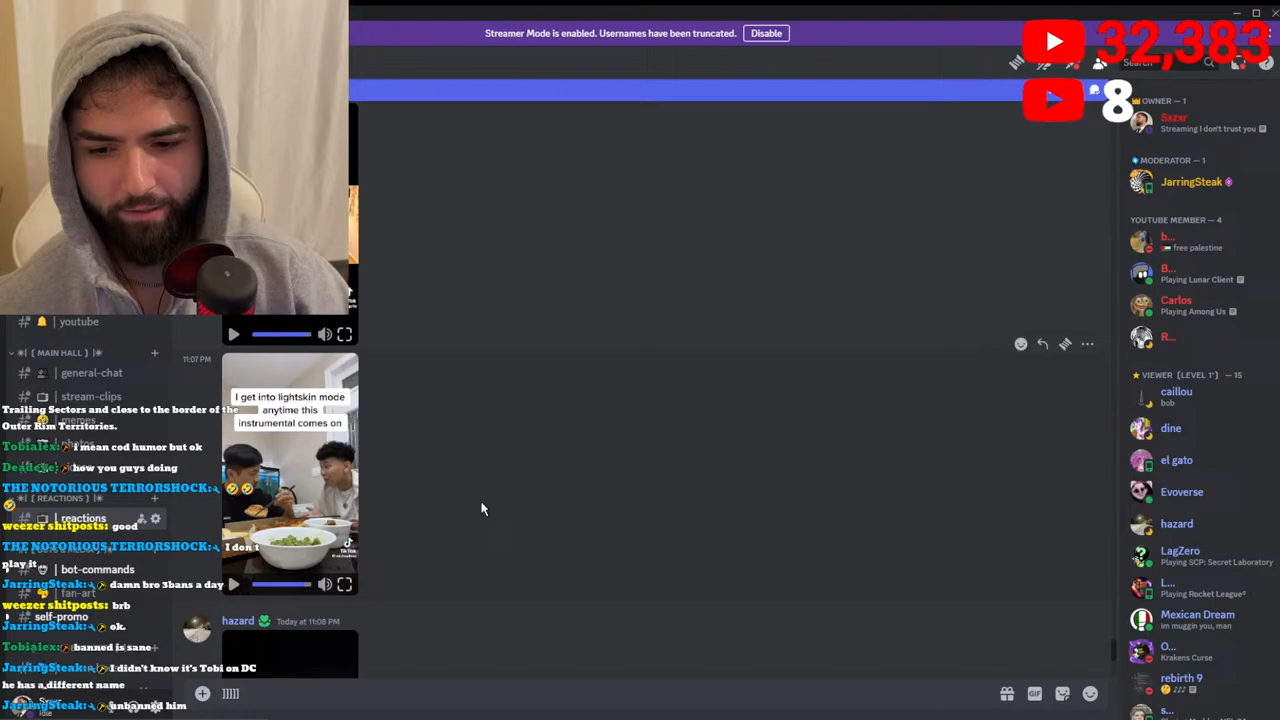 Streamer Mode is enabled. Usernames have been truncated.
Disable
32,383
8
Search
OWNER — 1
Sxzxr
Streaming I don't trust you
MODERATOR — 1
JarringSteak
YOUTUBE MEMBER — 4
b...
free palestine
B...
Playing Lunar Client
Carlos
Playing Among Us
R...
VIEWER (LEVEL 1+) — 15
caillou
bob
dine
el gato
Evoverse
hazard
LagZero
Playing SCP: Secret Laboratory
L...
Playing Rocket League®
Mexican Dream
im muggin you, man
O...
Krakens Curse
rebirth 9
s...
youtube
[ MAIN HALL ]
general-chat
stream-clips
memes
photos
[ REACTIONS ]
reactions
bot-commands
fan-art
self-promo
Idle
Trailing Sectors and close to the border of the
Outer Rim Territories.
Tobialex: i mean cod humor but ok
Deadeye: how you guys doing
THE NOTORIOUS TERRORSHOCK: 🤣🤣
🤣
weezer shitposts: good
THE NOTORIOUS TERRORSHOCK: I don't
play it
JarringSteak: damn bro 3bans a day
weezer shitposts: brb
JarringSteak: ok.
Tobialex: banned is sane
JarringSteak: I didn't know it's Tobi on DC
he has a different name
JarringSteak: unbanned him
11:07 PM
I get into lightskin mode
anytime this
instrumental comes on
TikTok
hazard Today at 11:08 PM
]]]]]
GIF